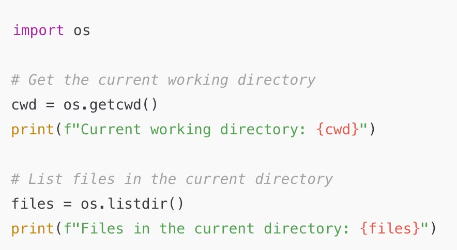 import os
# Get the current working directory
cwd = os.getcwd()
print(f"Current working directory: {cwd}")
# List files in the current directory
files = os.listdir()
print(f"Files in the current directory: {files}")